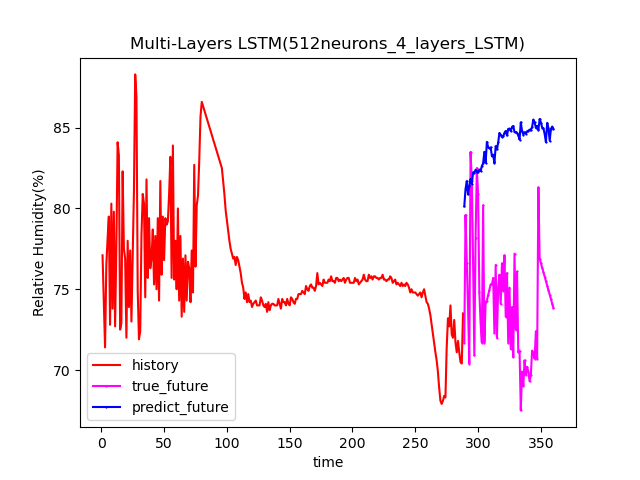 Multi-Layers LSTM(512neurons_4_layers_LSTM)
Relative Humidity(%)
85
80
75
70
history
true_future
predict_future
0
50
100
150
200
250
300
350
time